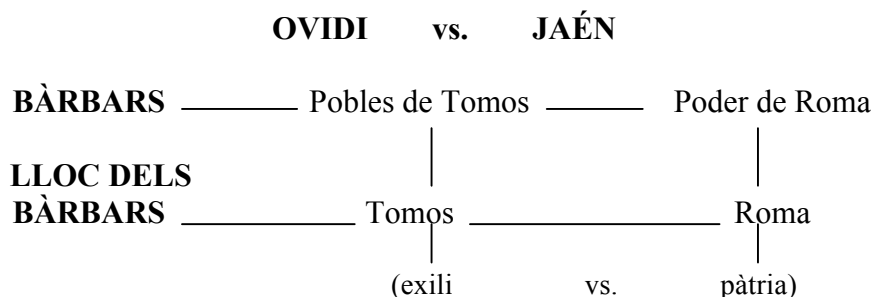 OVIDI vs. JAÉN
BÀRBARS Pobles de Tomos Poder de Roma
LLOC DELS
BÀRBARS Tomos Roma
(exili vs. pàtria)